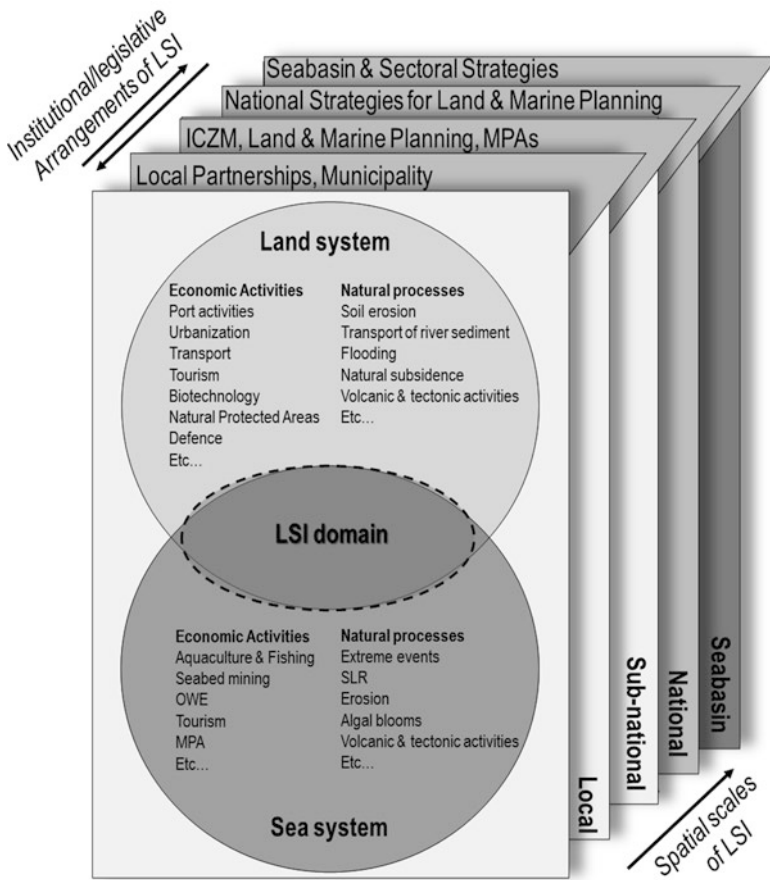 Institutional/legislative
Arrangements of LSI
Seabasin & Sectoral Strategies
National Strategies for Land & Marine Planning
ICZM, Land & Marine Planning, MPAs
Local Partnerships, Municipality
Land system
Economic Activities
Port activities
Urbanization
Transport
Tourism
Biotechnology
Natural Protected Areas
Defence
Etc...
Natural processes
Soil erosion
Transport of river sediment
Flooding
Natural subsidence
Volcanic & tectonic activities
Etc...
LSI domain
Economic Activities
Aquaculture & Fishing
Seabed mining
OWE
Tourism
MPA
Etc...
Natural processes
Extreme events
SLR
Erosion
Algal blooms
Volcanic & tectonic activities
Etc...
Sea system
Local
Sub-national
National
Seabasin
Spatial scales
of LSI